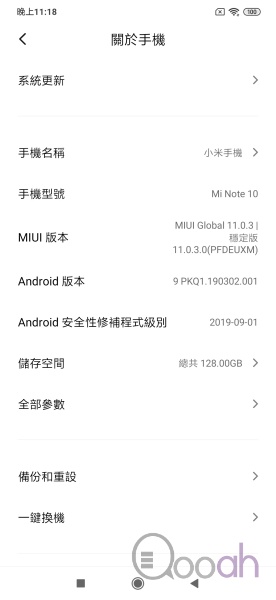 晚上11:18
100
關於手機
系統更新
手機名稱
小米手機
手機型號
Mi Note 10
MIUI 版本
MIUI Global 11.0.3 |
穩定版
11.0.3.0(PFDEUXM)
Android 版本
9 PKQ1.190302.001
Android 安全性修補程式級別
2019-09-01
儲存空間
總共 128.00GB
全部參數
備份和重設
一鍵換機
Qooah